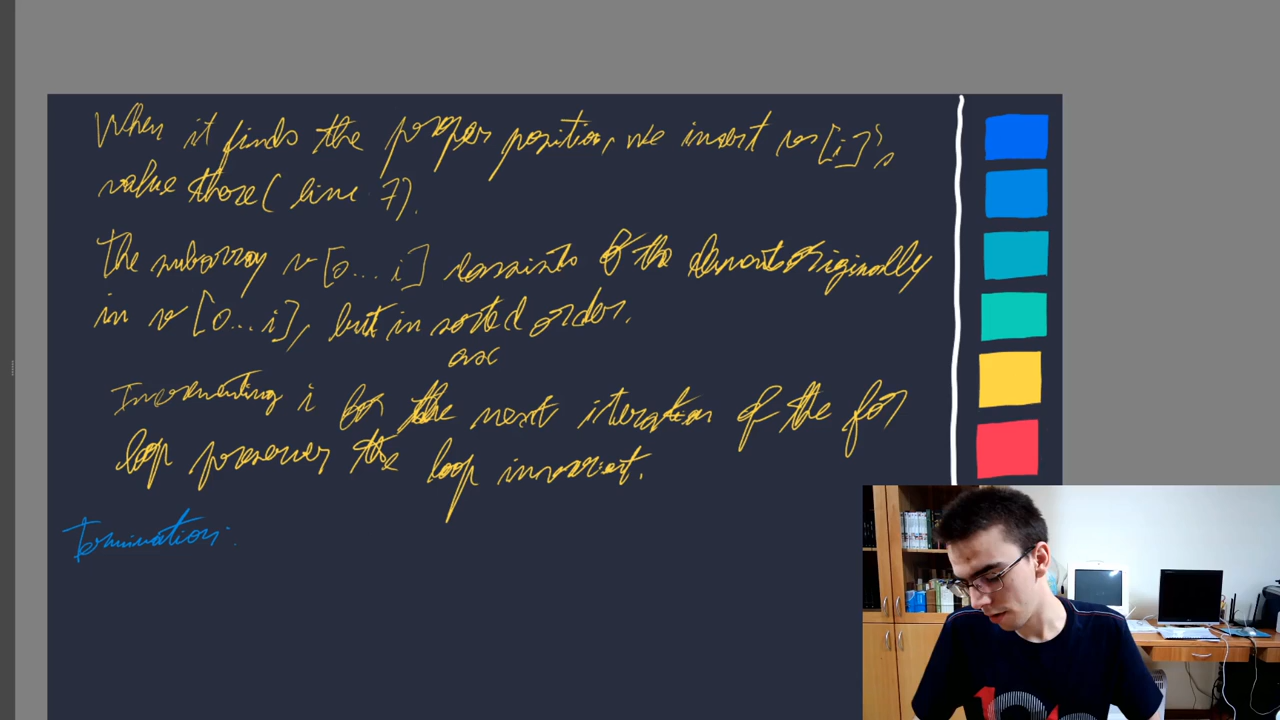 When it finds the proper position, we insert v[i]'s
value there (line 7).
The subarray v[0...i] consists of the elements originally
in v[0...i], but in sorted order.
asc
Incrementing i for the next iteration of the for
loop preserves the loop invariant.
Termination: